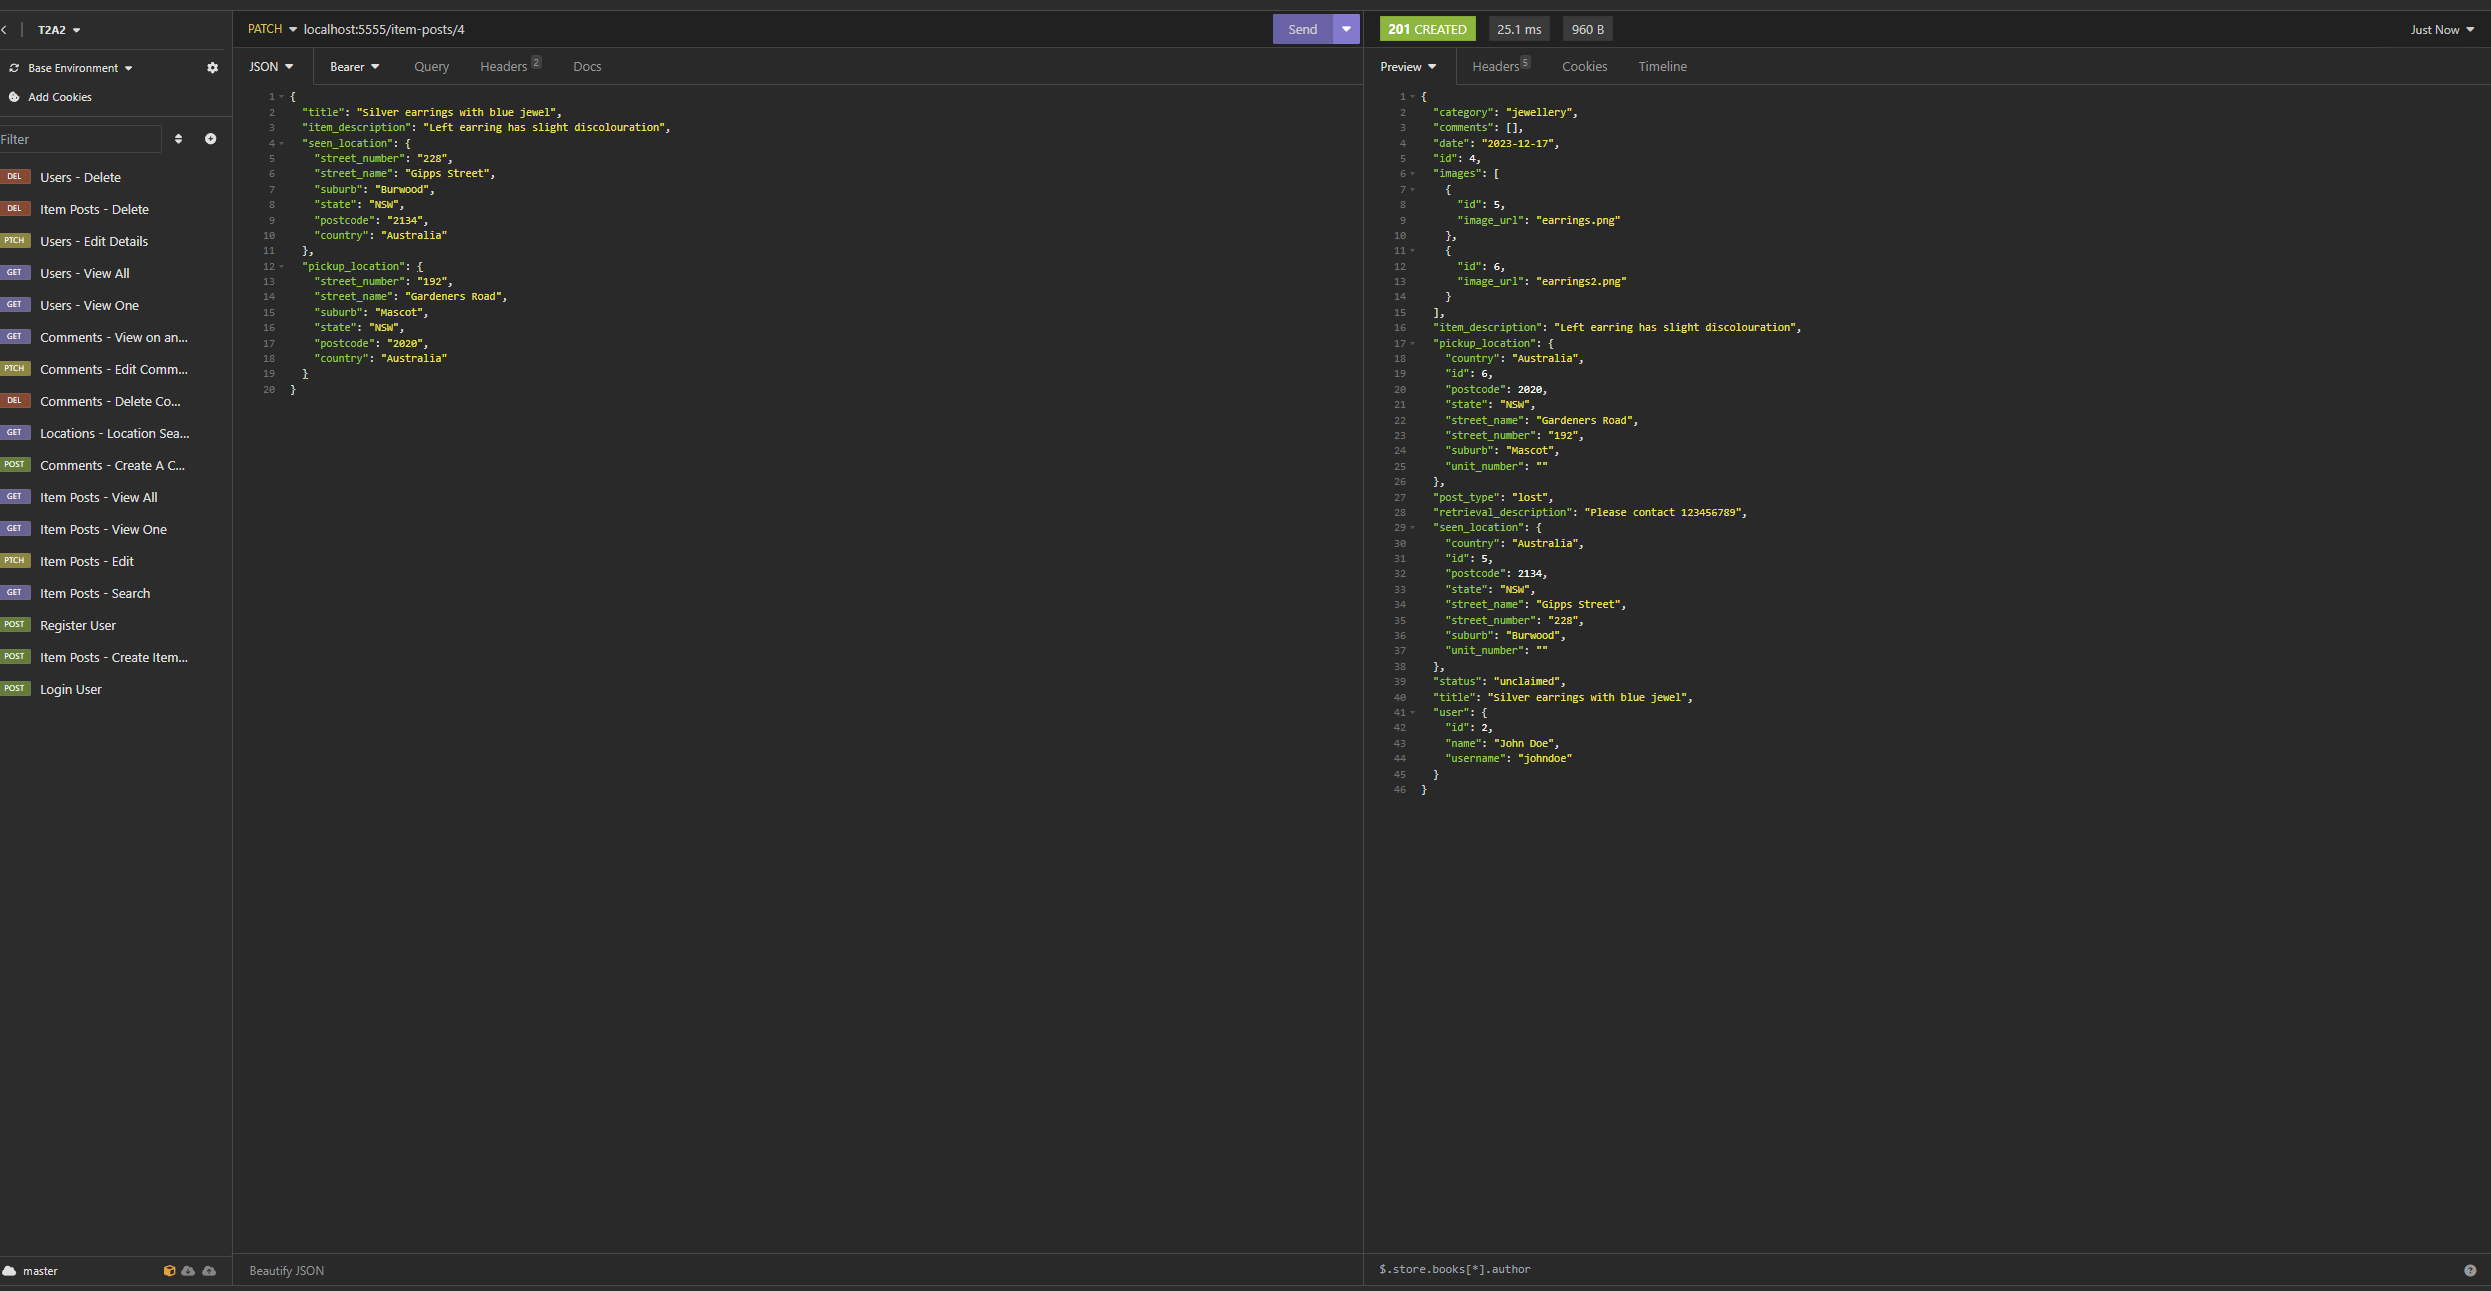 T2A2
Base Environment
Add Cookies
Filter
DEL Users - Delete
DEL Item Posts - Delete
PTCH Users - Edit Details
GET Users - View All
GET Users - View One
GET Comments - View on an...
PTCH Comments - Edit Comm...
DEL Comments - Delete Co...
GET Locations - Location Sea...
POST Comments - Create A C...
GET Item Posts - View All
GET Item Posts - View One
PTCH Item Posts - Edit
GET Item Posts - Search
POST Register User
POST Item Posts - Create Item...
POST Login User
master
PATCH localhost:5555/item-posts/4 Send
JSON Bearer Query Headers 2 Docs
1 {
2 "title": "Silver earrings with blue jewel",
3 "item_description": "Left earring has slight discolouration",
4 "seen_location": {
5 "street_number": "228",
6 "street_name": "Gipps Street",
7 "suburb": "Burwood",
8 "state": "NSW",
9 "postcode": "2134",
10 "country": "Australia"
11 },
12 "pickup_location": {
13 "street_number": "192",
14 "street_name": "Gardeners Road",
15 "suburb": "Mascot",
16 "state": "NSW",
17 "postcode": "2020",
18 "country": "Australia"
19 }
20 }
Beautify JSON
201 CREATED 25.1 ms 960 B Just Now
Preview Headers 5 Cookies Timeline
1 {
2 "category": "jewellery",
3 "comments": [],
4 "date": "2023-12-17",
5 "id": 4,
6 "images": [
7 {
8 "id": 5,
9 "image_url": "earrings.png"
10 },
11 {
12 "id": 6,
13 "image_url": "earrings2.png"
14 }
15 ],
16 "item_description": "Left earring has slight discolouration",
17 "pickup_location": {
18 "country": "Australia",
19 "id": 6,
20 "postcode": 2020,
21 "state": "NSW",
22 "street_name": "Gardeners Road",
23 "street_number": "192",
24 "suburb": "Mascot",
25 "unit_number": ""
26 },
27 "post_type": "lost",
28 "retrieval_description": "Please contact 123456789",
29 "seen_location": {
30 "country": "Australia",
31 "id": 5,
32 "postcode": 2134,
33 "state": "NSW",
34 "street_name": "Gipps Street",
35 "street_number": "228",
36 "suburb": "Burwood",
37 "unit_number": ""
38 },
39 "status": "unclaimed",
40 "title": "Silver earrings with blue jewel",
41 "user": {
42 "id": 2,
43 "name": "John Doe",
44 "username": "johndoe"
45 }
46 }
$.store.books[*].author